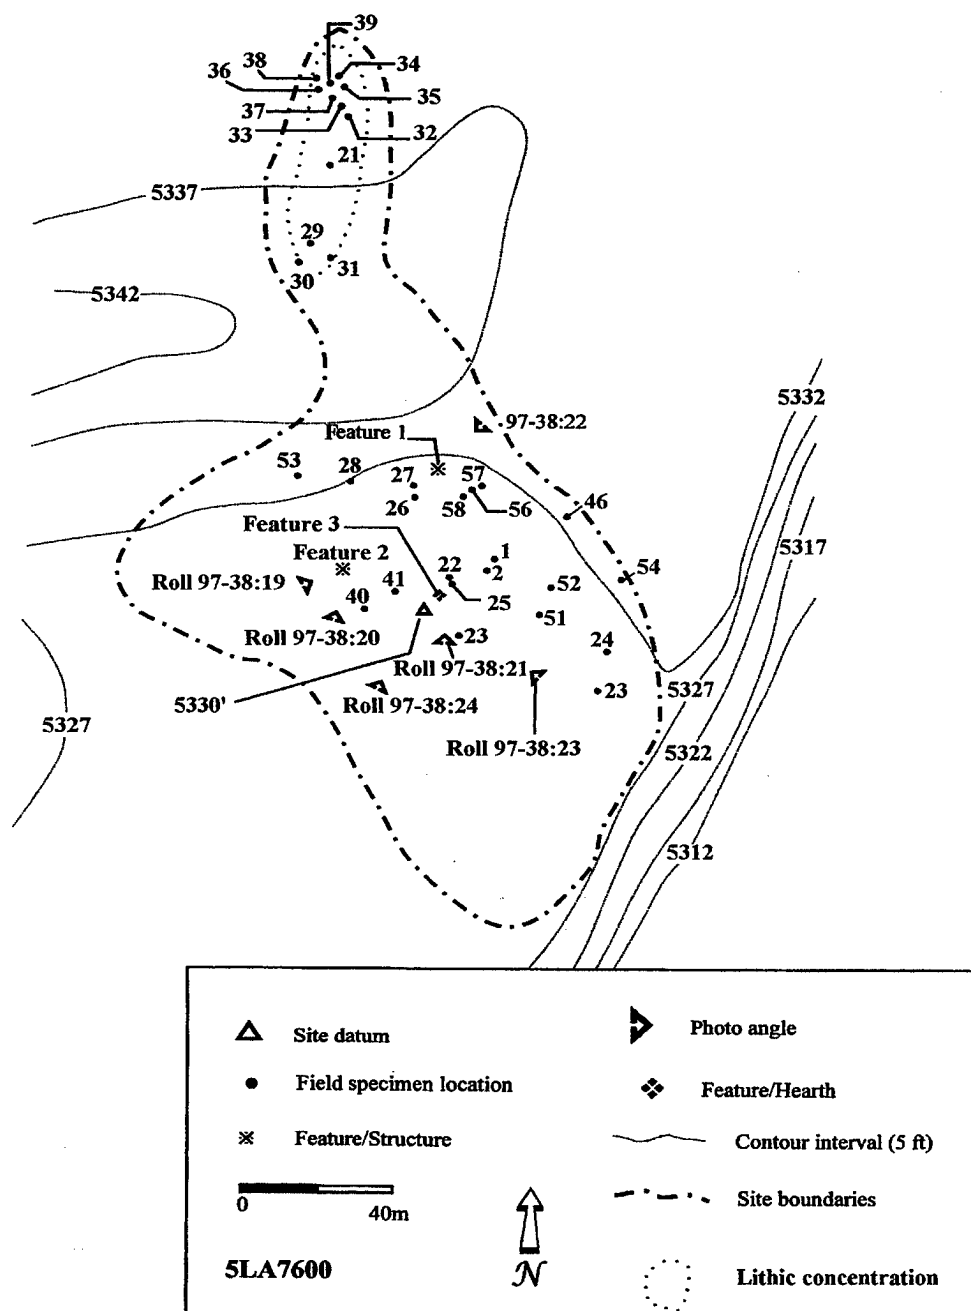 39
38
34
36
35
37
33
32
21
5337
29
31
30
5342
5332
97-38:22
Feature 1
53
28
27
57
26
58
56
46
Feature 3
5317
1
Feature 2
22
2
54
Roll 97-38:19
41
52
40
25
51
Roll 97-38:20
23
24
Roll 97-38:21
5330'
Roll 97-38:24
23
5327
5327
Roll 97-38:23
5322
5312
Site datum
Photo angle
Field specimen location
Feature/Hearth
Feature/Structure
Contour interval (5 ft)
0 40m
Site boundaries
5LA7600
N
Lithic concentration